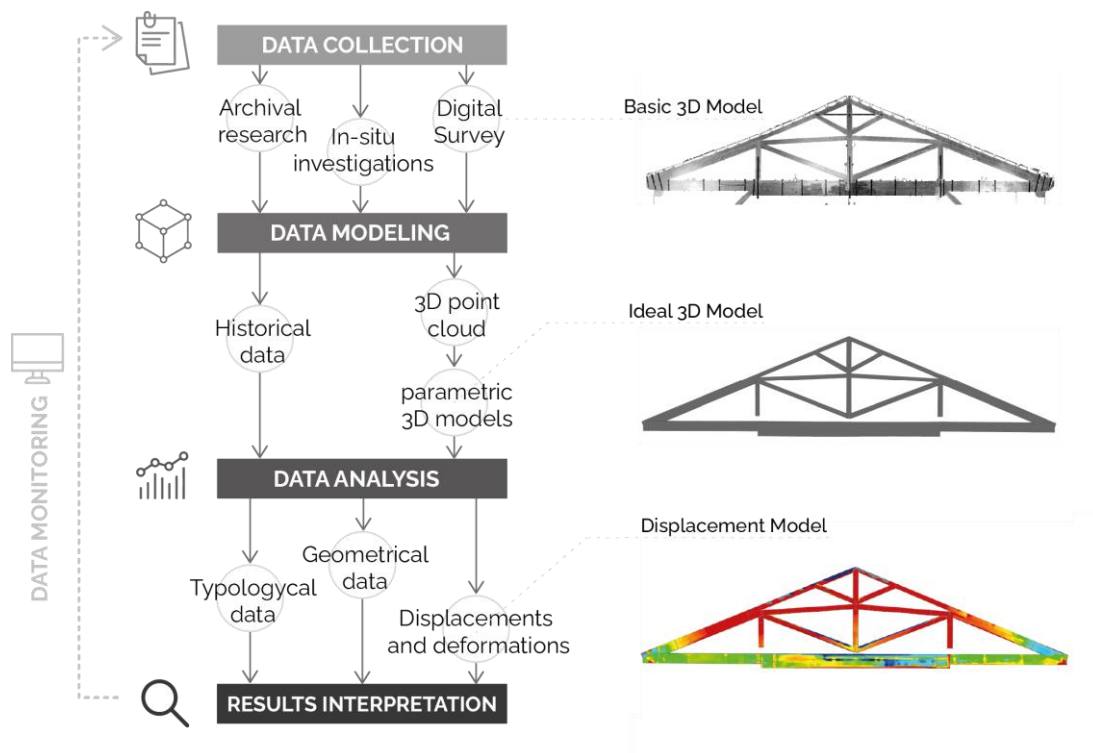 DATA COLLECTION
Archival
research
In-situ
investigations
Digital
Survey
Basic 3D Model
DATA MODELING
Historical
data
3D point
cloud
parametric
3D models
Ideal 3D Model
DATA MONITORING
DATA ANALYSIS
Typologycal
data
Geometrical
data
Displacements
and deformations
Displacement Model
RESULTS INTERPRETATION